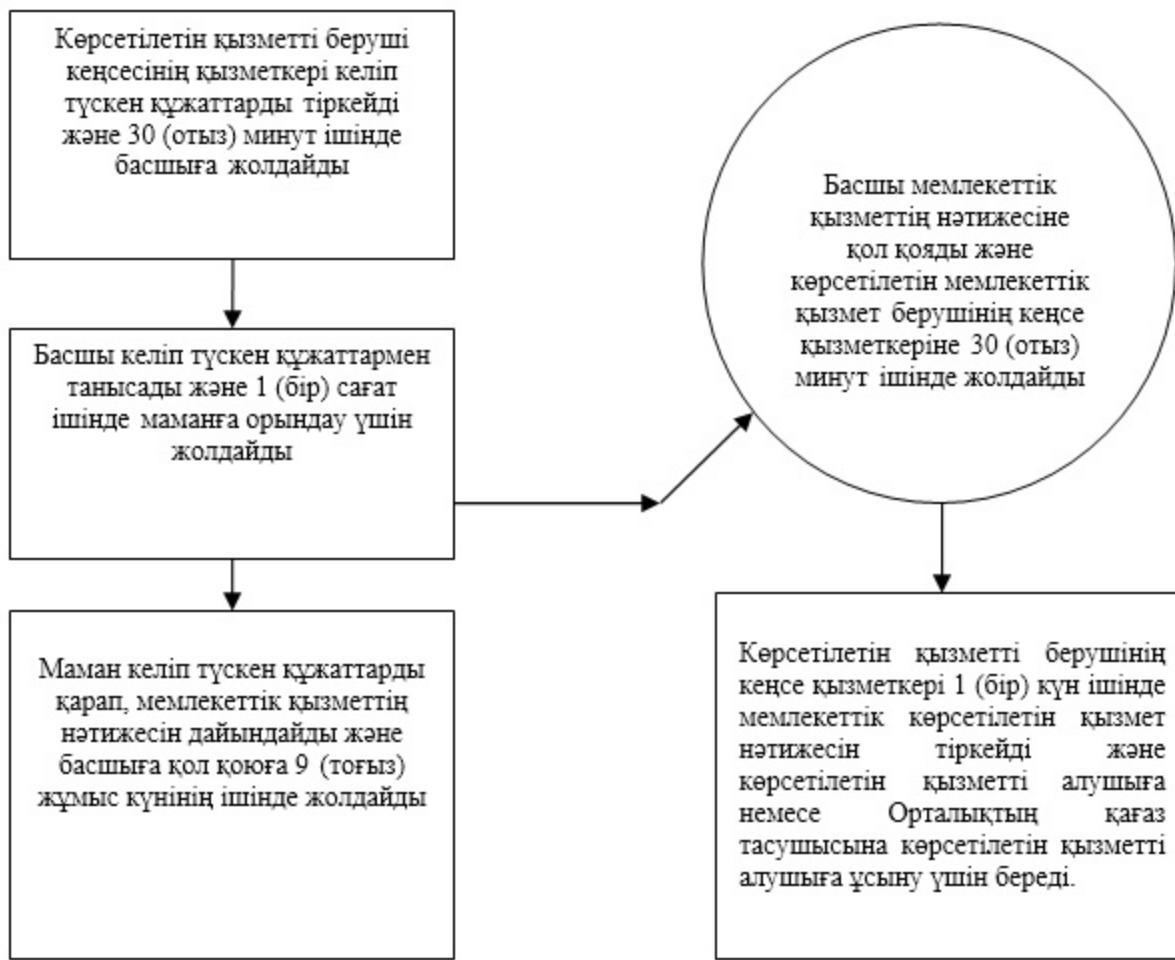 Көрсетілетін қызметті беруші
кеңсесінің қызметкері келіп
түскен құжаттарды тіркейді
және 30 (отыз) минут ішінде
басшыға жолдайды
Басшы келіп түскен құжаттармен
танысады және 1 (бір) сағат
ішінде маманға орындау үшін
жолдайды
Маман келіп түскен құжаттарды
қарап, мемлекеттік қызметтің
нәтижесін дайындайды және
басшыға қол қоюға 9 (тоғыз)
жұмыс күнінің ішінде жолдайды
Басшы мемлекеттік
қызметтің нәтижесіне
қол қояды және
көрсетілетін мемлекеттік
қызмет берушінің кеңсе
қызметкеріне 30 (отыз)
минут ішінде жолдайды
Көрсетілетін қызметті берушінің
кеңсе қызметкері 1 (бір) күн ішінде
мемлекеттік көрсетілетін қызмет
нәтижесін тіркейді және
көрсетілетін қызметті алушыға
немесе Орталықтың қағаз
тасушысына көрсетілетін қызметті
алушыға ұсыну үшін береді.